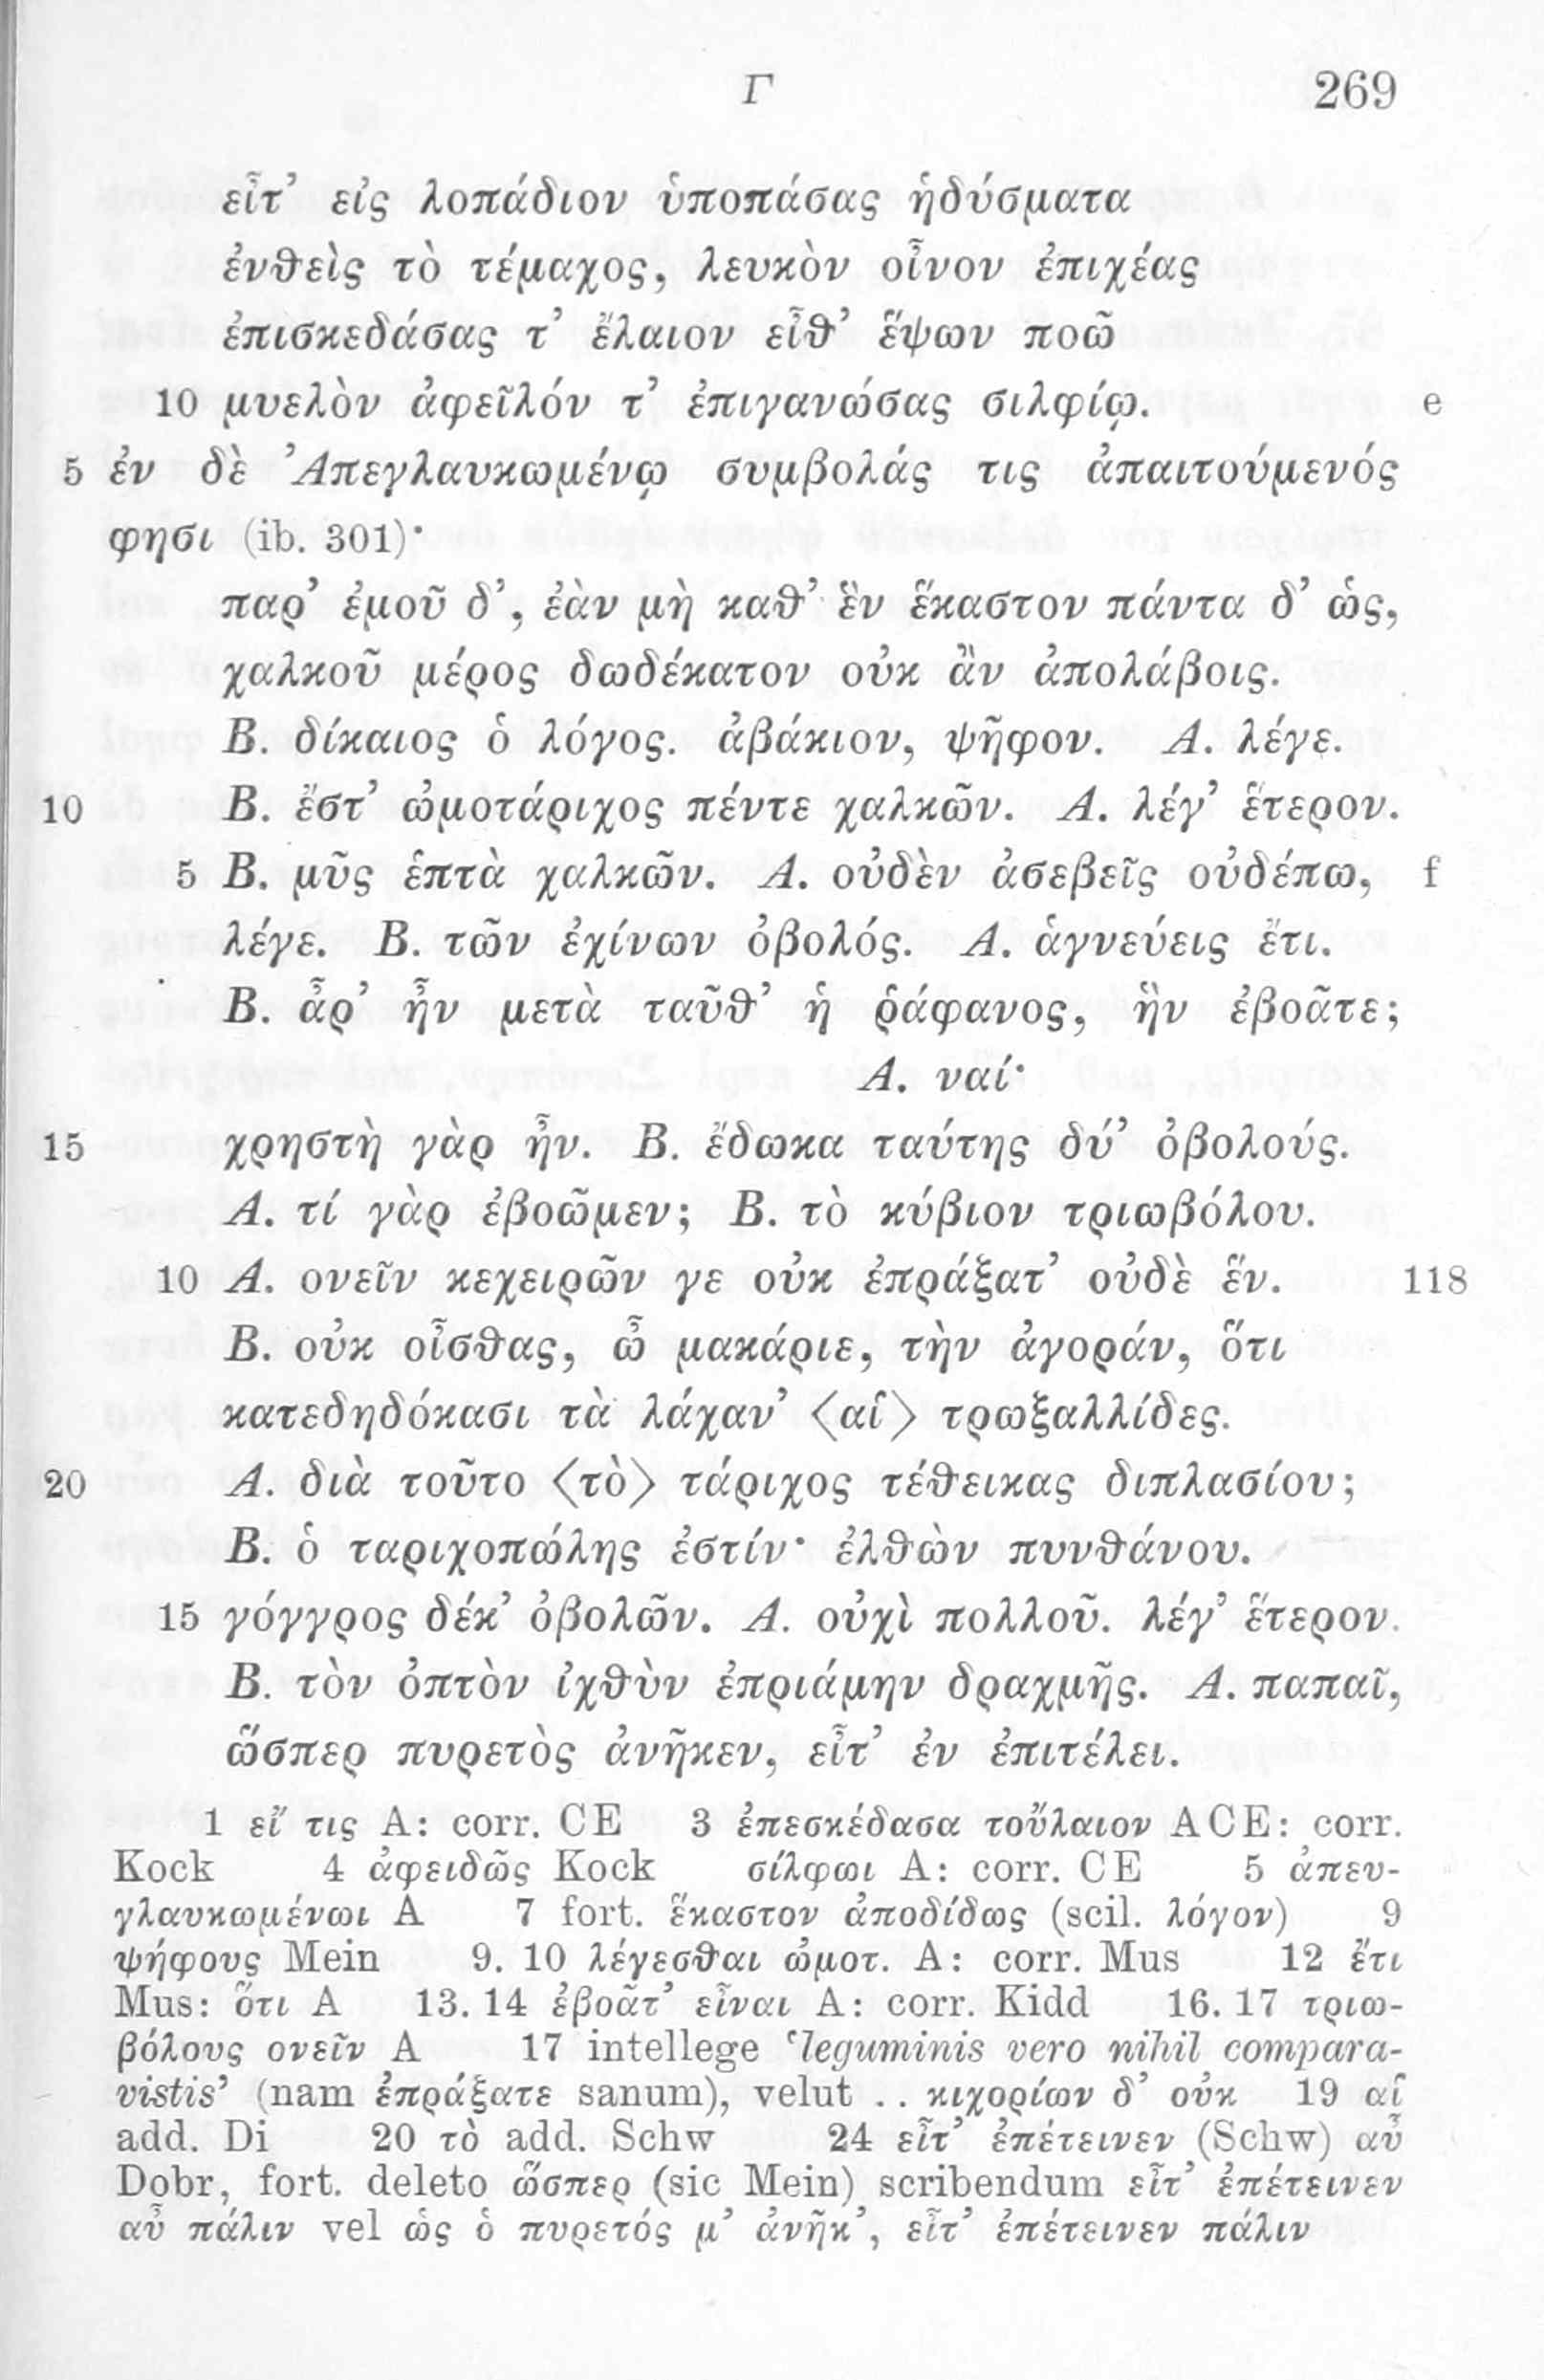 Γ 269
εἶτ’ εἰς λοπάδιον ὑποπάσας ἡδύσματα
ἐνθεὶς τὸ τέμαχος, λευκὸν οἶνον ἐπιχέας
ἐπισκεδάσας τ’ ἔλαιον εἶθ’ ἕψων ποῶ
10 μυελὸν ἀφεῖλόν τ’ ἐπιγανώσας σιλφίῳ. e
5 ἐν δὲ Ἀπεγλαυκωμένῳ συμβολάς τις ἀπαιτούμενός
φησι (ib. 301)·
παρ’ ἐμοῦ δ’, ἐὰν μὴ καθ’ ἓν ἕκαστον πάντα δ’ ὡς,
χαλκοῦ μέρος δωδέκατον οὐκ ἂν ἀπολάβοις.
Β. δίκαιος ὁ λόγος. ἀβάκιον, ψῆφον. Α. λέγε.
10 Β. ἔστ’ ὠμοτάριχος πέντε χαλκῶν. Α. λέγ’ ἕτερον.
5 Β. μῦς ἑπτὰ χαλκῶν. Α. οὐδὲν ἀσεβεῖς οὐδέπω, f
λέγε. Β. τῶν ἐχίνων ὀβολός. Α. ἁγνεύεις ἔτι.
Β. ἆρ’ ἦν μετὰ ταῦθ’ ἡ ῥάφανος, ἣν ἐβοᾶτε;
Α. ναί·
15 χρηστὴ γὰρ ἦν. Β. ἔδωκα ταύτης δύ’ ὀβολούς.
Α. τί γὰρ ἐβοῶμεν; Β. τὸ κύβιον τριωβόλου.
10 Α. ονεῖν κεχειρῶν γε οὐκ ἐπράξατ’ οὐδὲ ἕν. 118
Β. οὐκ οἶσθας, ὦ μακάριε, τὴν ἀγοράν, ὅτι
κατεδηδόκασι τὰ λάχαν’ <αἱ> τρωξαλλίδες.
20 Α. διὰ τοῦτο <τὸ> τάριχος τέθεικας διπλασίου;
Β. ὁ ταριχοπώλης ἐστίν· ἐλθὼν πυνθάνου.
15 γόγγρος δέκ’ ὀβολῶν. Α. οὐχὶ πολλοῦ. λέγ’ ἕτερον.
Β. τὸν ὀπτὸν ἰχθὺν ἐπριάμην δραχμῆς. Α. παπαῖ,
ὥσπερ πυρετὸς ἀνῆκεν, εἶτ’ ἐν ἐπιτέλει.
1 εἴ τις A: corr. CE 3 ἐπεσκέδασα τοὔλαιον ACE: corr.
Kock 4 ἀφειδῶς Kock σίλφωι A: corr. CE 5 ἀπευ-
γλαυκωμένωι A 7 fort. ἕκαστον ἀποδίδως (scil. λόγον) 9
ψήφους Mein 9. 10 λέγεσθαι ὠμοτ. A: corr. Mus 12 ἔτι
Mus: ὅτι A 13. 14 ἐβοᾶτ’ εἶναι A: corr. Kidd 16. 17 τριω-
βόλους ονεῖν A 17 intellege ‘leguminis vero nihil compara-
vistis’ (nam ἐπράξατε sanum), velut .. κιχορίων δ’ οὐκ 19 αἱ
add. Di 20 τὸ add. Schw 24 εἶτ’ ἐπέτεινεν (Schw) αὖ
Dobr, fort. deleto ὥσπερ (sic Mein) scribendum εἶτ’ ἐπέτεινεν
αὖ πάλιν vel ὡς ὁ πυρετός μ’ ἀνῆκ’, εἶτ’ ἐπέτεινεν πάλιν